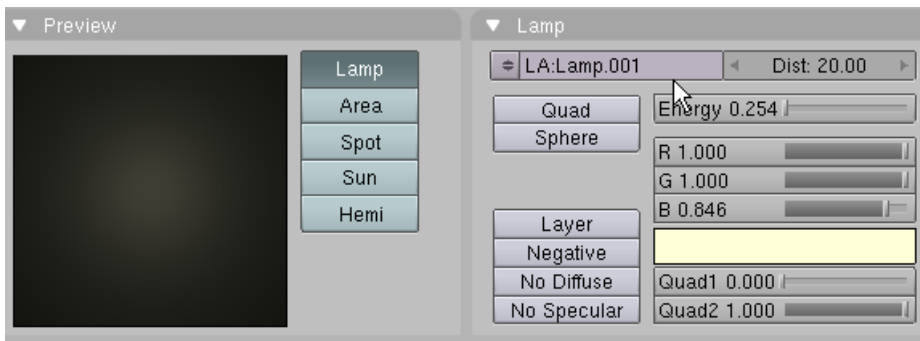 Preview
Lamp
Area
Spot
Sun
Hemi
Lamp
LA:Lamp.001
Dist: 20.00
Quad
Sphere
Energy 0.254
R 1.000
G 1.000
B 0.846
Layer
Negative
No Diffuse
No Specular
Quad1 0.000
Quad2 1.000